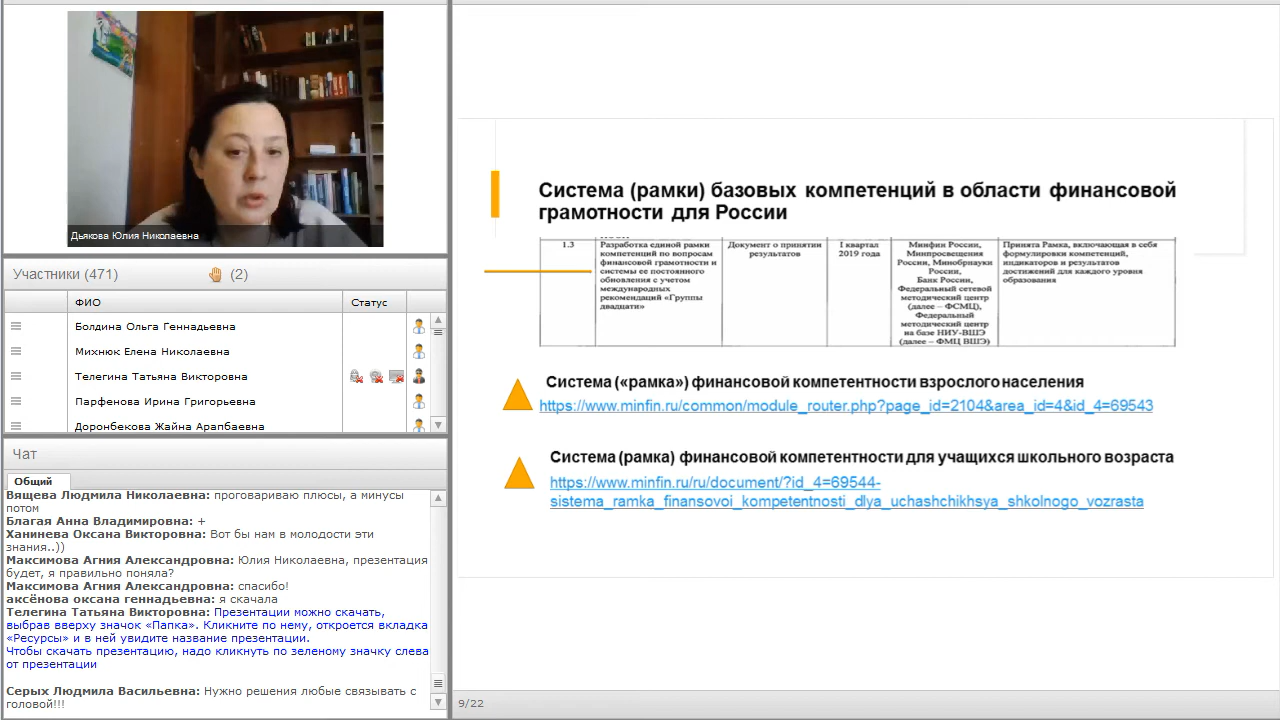 Дьякова Юлия Николаевна
Участники (471)
(2)
ФИО
Статус
Болдина Ольга Геннадьевна
Михнюк Елена Николаевна
Телегина Татьяна Викторовна
Парфенова Ирина Григорьевна
Доронбекова Жайна Арапбаевна
Чат
Общий
Вящева Людмила Николаевна: проговариваю плюсы, а минусы
потом
Благая Анна Владимировна: +
Ханинева Оксана Викторовна: Вот бы нам в молодости эти
знания..))
Максимова Агния Александровна: Юлия Николаевна, презентация
будет, я правильно поняла?
Максимова Агния Александровна: спасибо!
аксёнова оксана геннадьевна: я скачала
Телегина Татьяна Викторовна: Презентации можно скачать,
выбрав вверху значок «Папка». Кликните по нему, откроется вкладка
«Ресурсы» и в ней увидите название презентации.
Чтобы скачать презентацию, надо кликнуть по зеленому значку слева
от презентации
Серых Людмила Васильевна: Нужно решения любые связывать с
головой!!!
Система (рамки) базовых компетенций в области финансовой
грамотности для России
1.3
Разработка единой рамки
компетенций по вопросам
финансовой грамотности и
системы ее постоянного
обновления с учетом
международных
рекомендаций «Группы
двадцати»
Документ о принятии
результатов
I квартал
2019 года
Минфин России,
Минпросвещения
России, Минобрнауки
России,
Банк России,
Федеральный сетевой
методический центр
(далее – ФСМЦ),
Федеральный
методический центр
на базе НИУ-ВШЭ
(далее – ФМЦ ВШЭ)
Принята Рамка, включающая в себя
формулировки компетенций,
индикаторов и результатов
достижений для каждого уровня
образования
Система («рамка») финансовой компетентности взрослого населения
https://www.minfin.ru/common/module_router.php?page_id=2104&area_id=4&id_4=69543
Система (рамка) финансовой компетентности для учащихся школьного возраста
https://www.minfin.ru/ru/document/?id_4=69544-
sistema_ramka_finansovoi_kompetentnosti_dlya_uchashchikhsya_shkolnogo_vozrasta
9/22